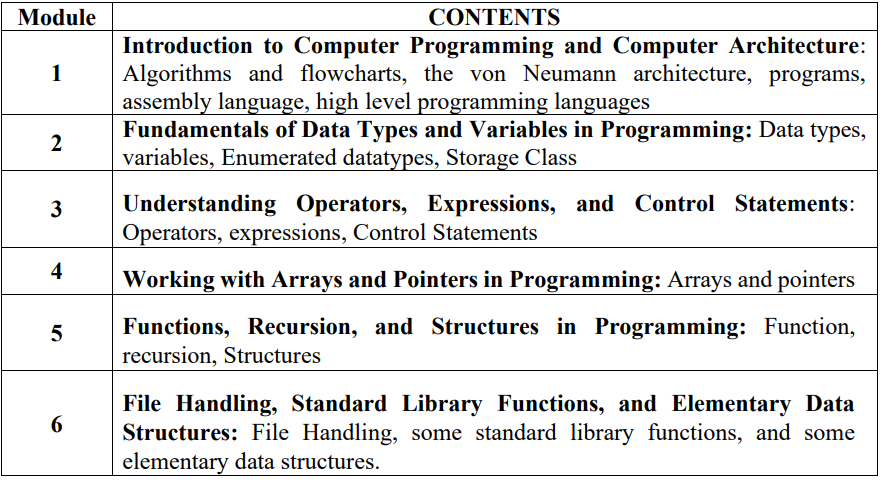 Module CONTENTS
1 Introduction to Computer Programming and Computer Architecture:
Algorithms and flowcharts, the von Neumann architecture, programs,
assembly language, high level programming languages
2 Fundamentals of Data Types and Variables in Programming: Data types,
variables, Enumerated datatypes, Storage Class
3 Understanding Operators, Expressions, and Control Statements:
Operators, expressions, Control Statements
4 Working with Arrays and Pointers in Programming: Arrays and pointers
5 Functions, Recursion, and Structures in Programming: Function,
recursion, Structures
6 File Handling, Standard Library Functions, and Elementary Data
Structures: File Handling, some standard library functions, and some
elementary data structures.